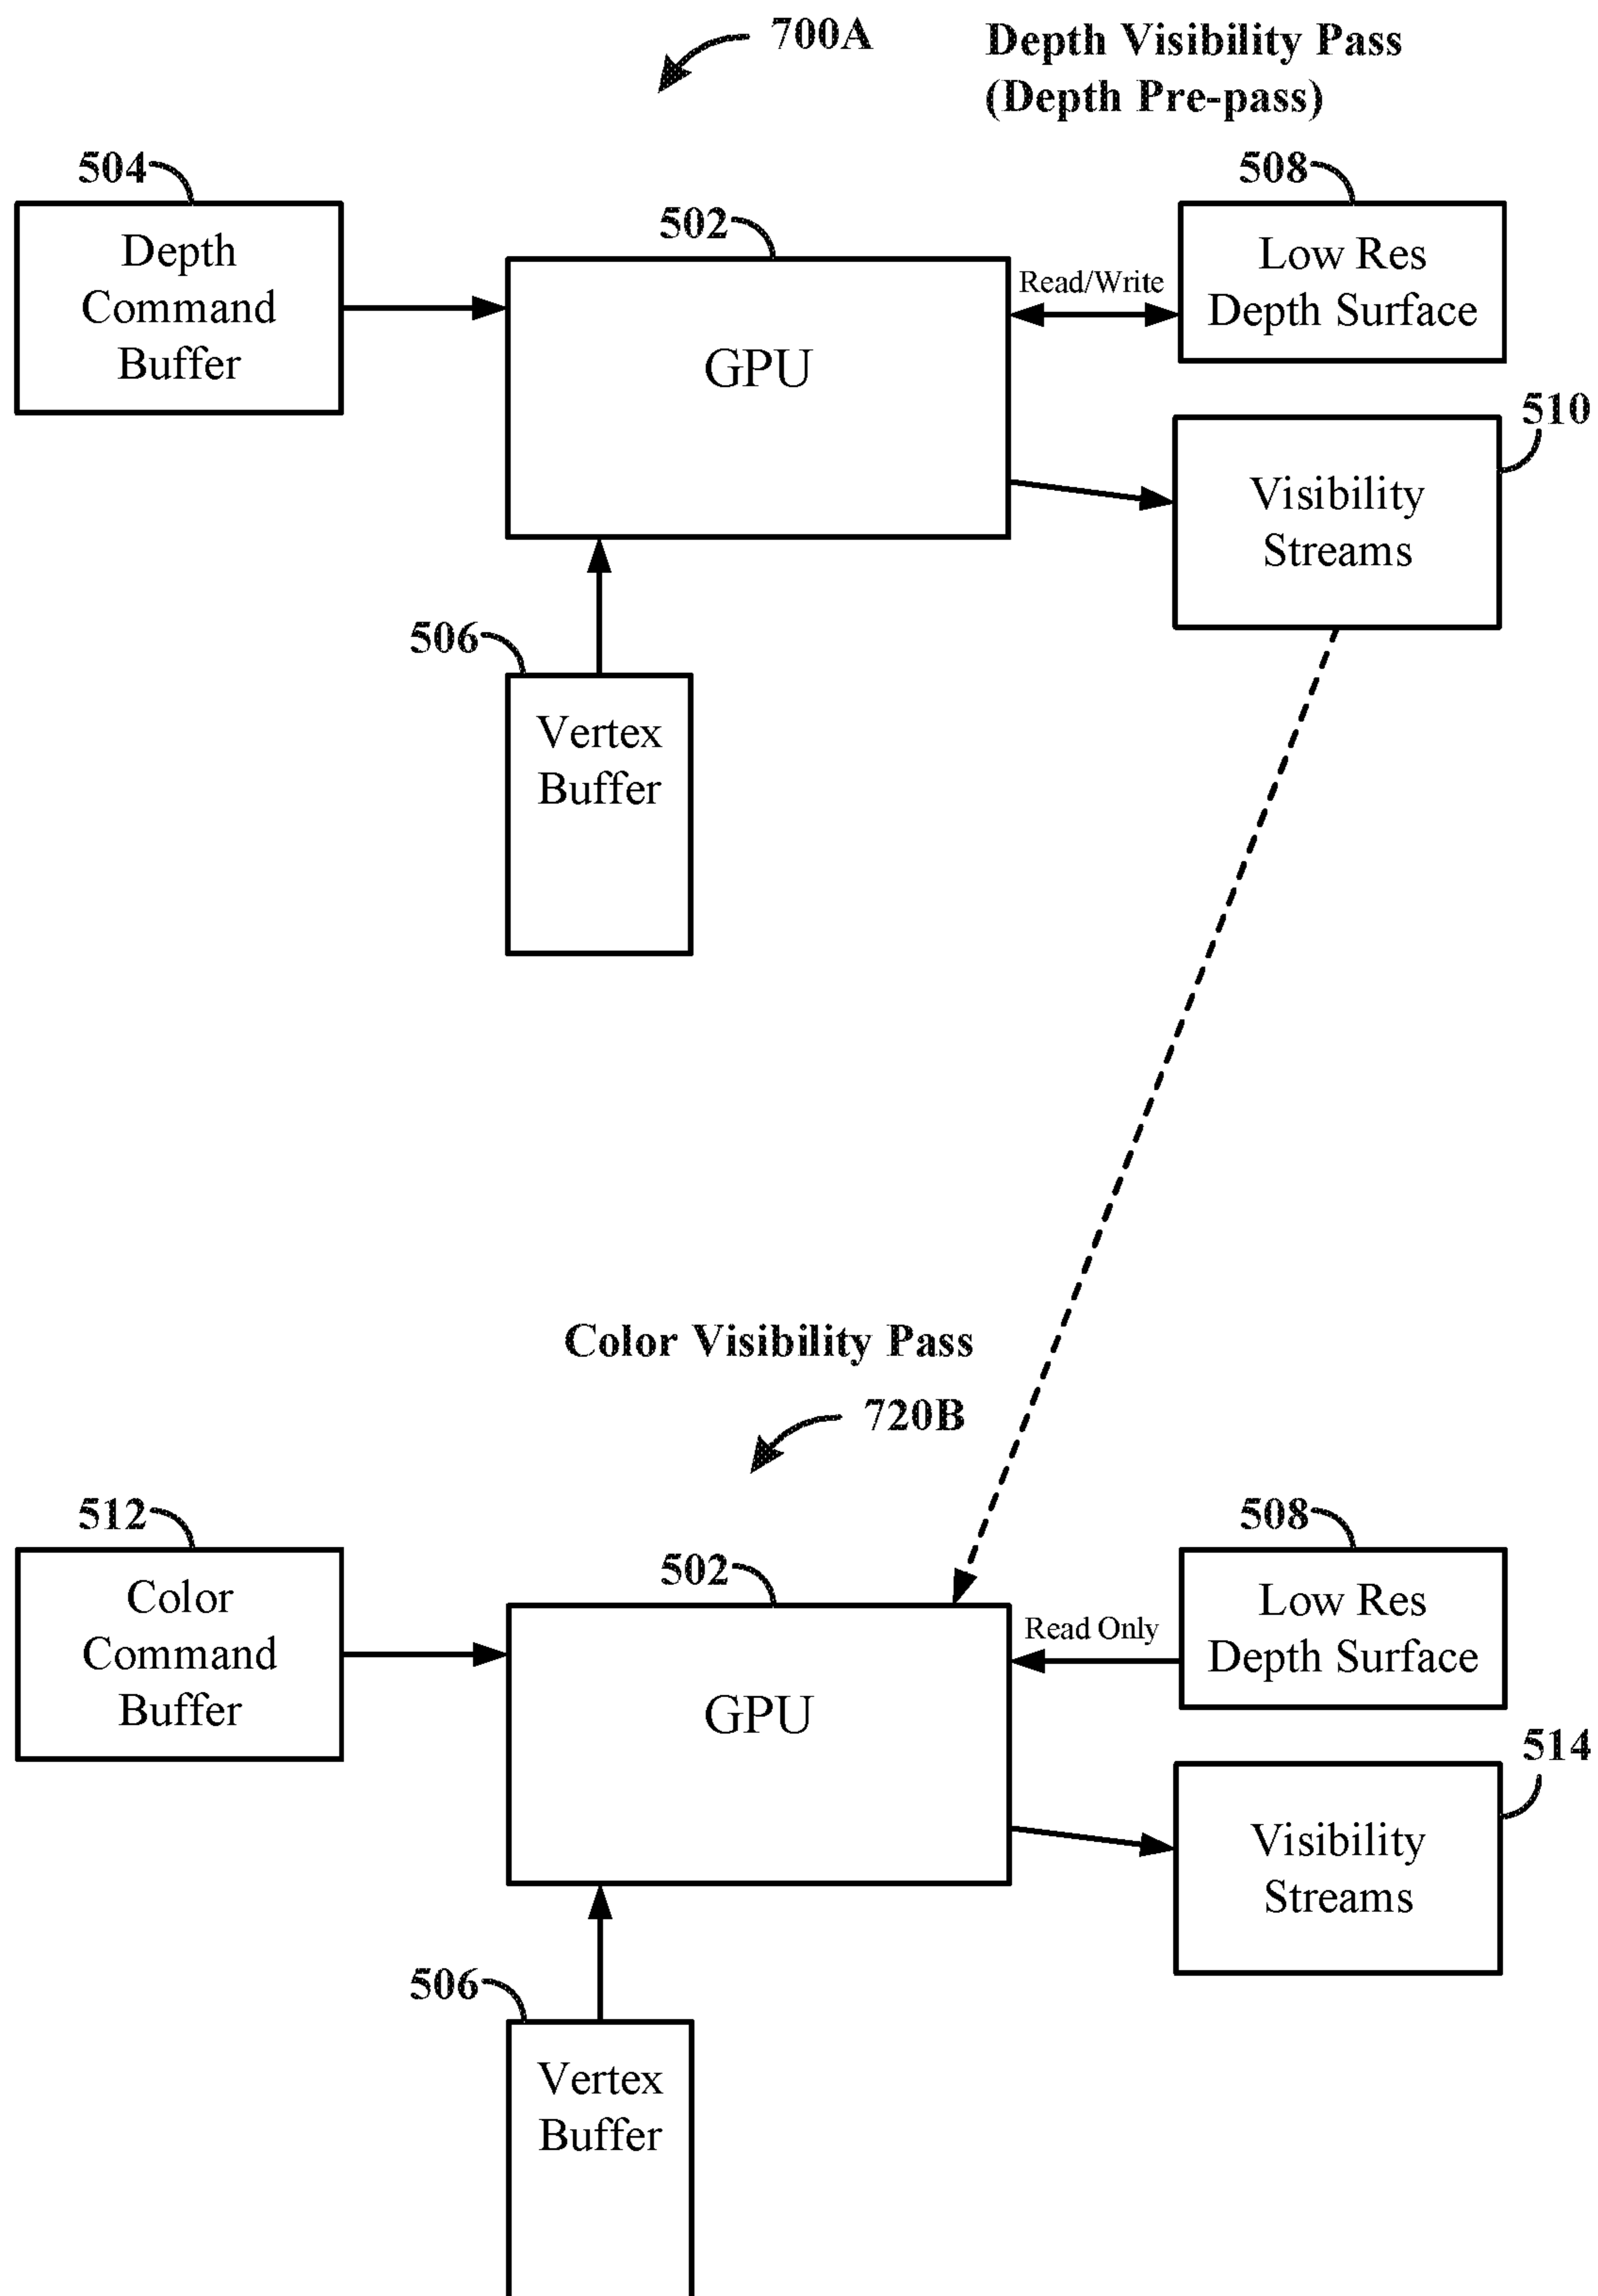 700A
Depth Visibility Pass
(Depth Pre-pass)
504
Depth
Command
Buffer
502
GPU
Read/Write
508
Low Res
Depth Surface
510
Visibility
Streams
506
Vertex
Buffer
Color Visibility Pass
720B
512
Color
Command
Buffer
502
GPU
Read Only
508
Low Res
Depth Surface
514
Visibility
Streams
506
Vertex
Buffer